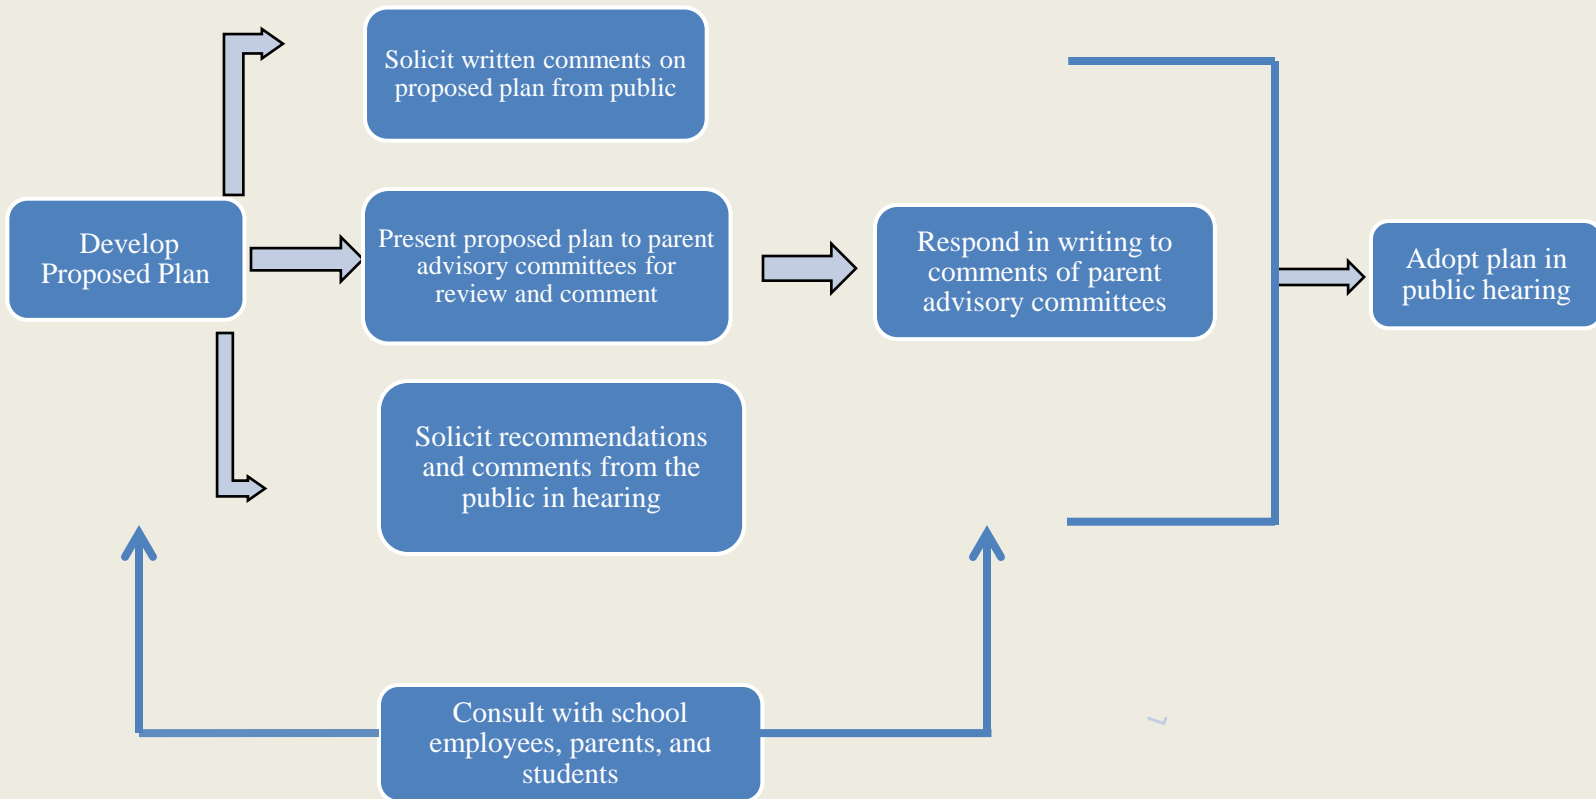 Solicit written comments on
proposed plan from public
Develop
Proposed Plan
Present proposed plan to parent
advisory committees for
review and comment
Respond in writing to
comments of parent
advisory committees
Adopt plan in
public hearing
Solicit recommendations
and comments from the
public in hearing
Consult with school
employees, parents, and
students